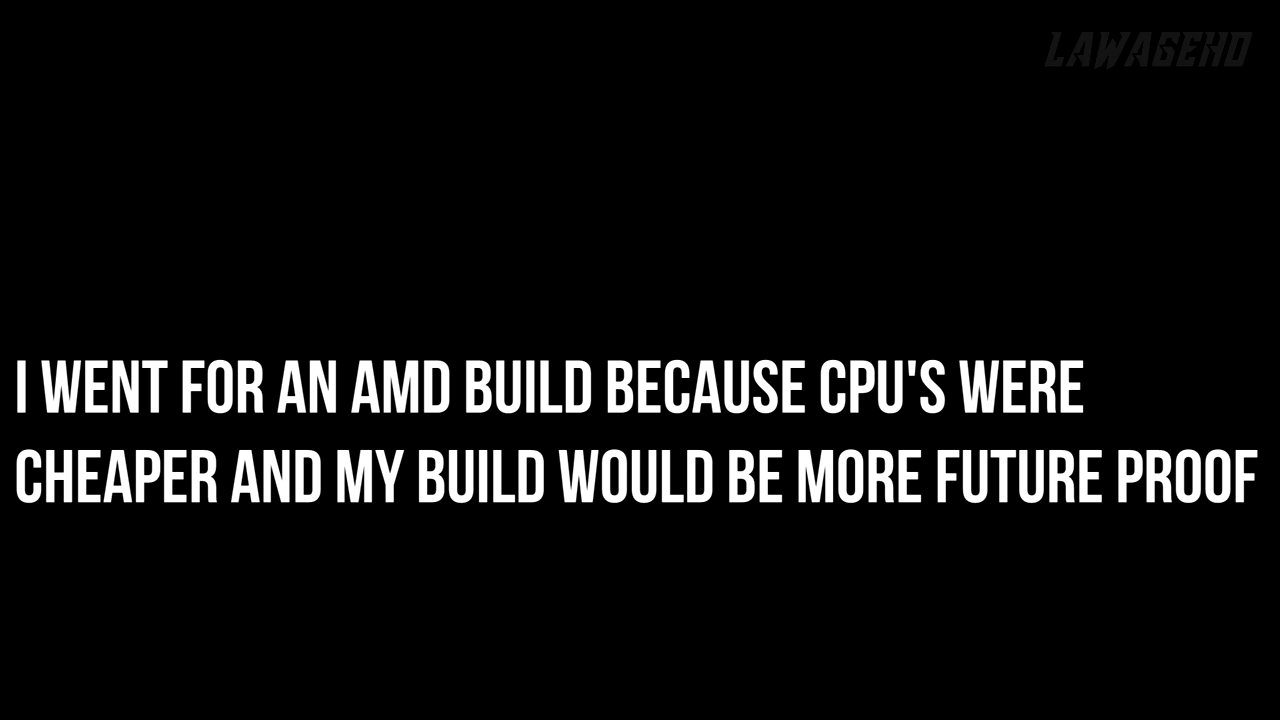 LAWAGEHD
I WENT FOR AN AMD BUILD BECAUSE CPU'S WERE
CHEAPER AND MY BUILD WOULD BE MORE FUTURE PROOF